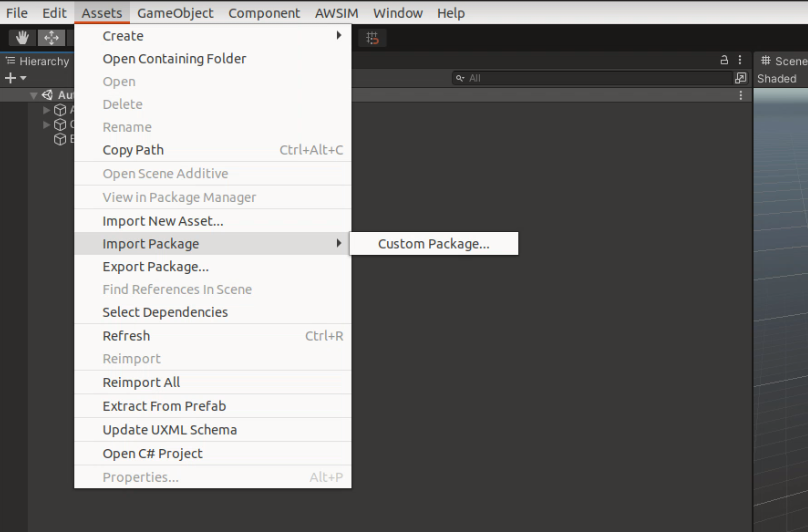 File Edit Assets GameObject Component AWSIM Window Help
Hierarchy
Scene
All
Shaded
Create
Open Containing Folder
Open
Delete
Rename
Copy Path Ctrl+Alt+C
Open Scene Additive
View in Package Manager
Import New Asset...
Import Package
Custom Package...
Export Package...
Find References In Scene
Select Dependencies
Refresh Ctrl+R
Reimport
Reimport All
Extract From Prefab
Update UXML Schema
Open C# Project
Properties... Alt+P